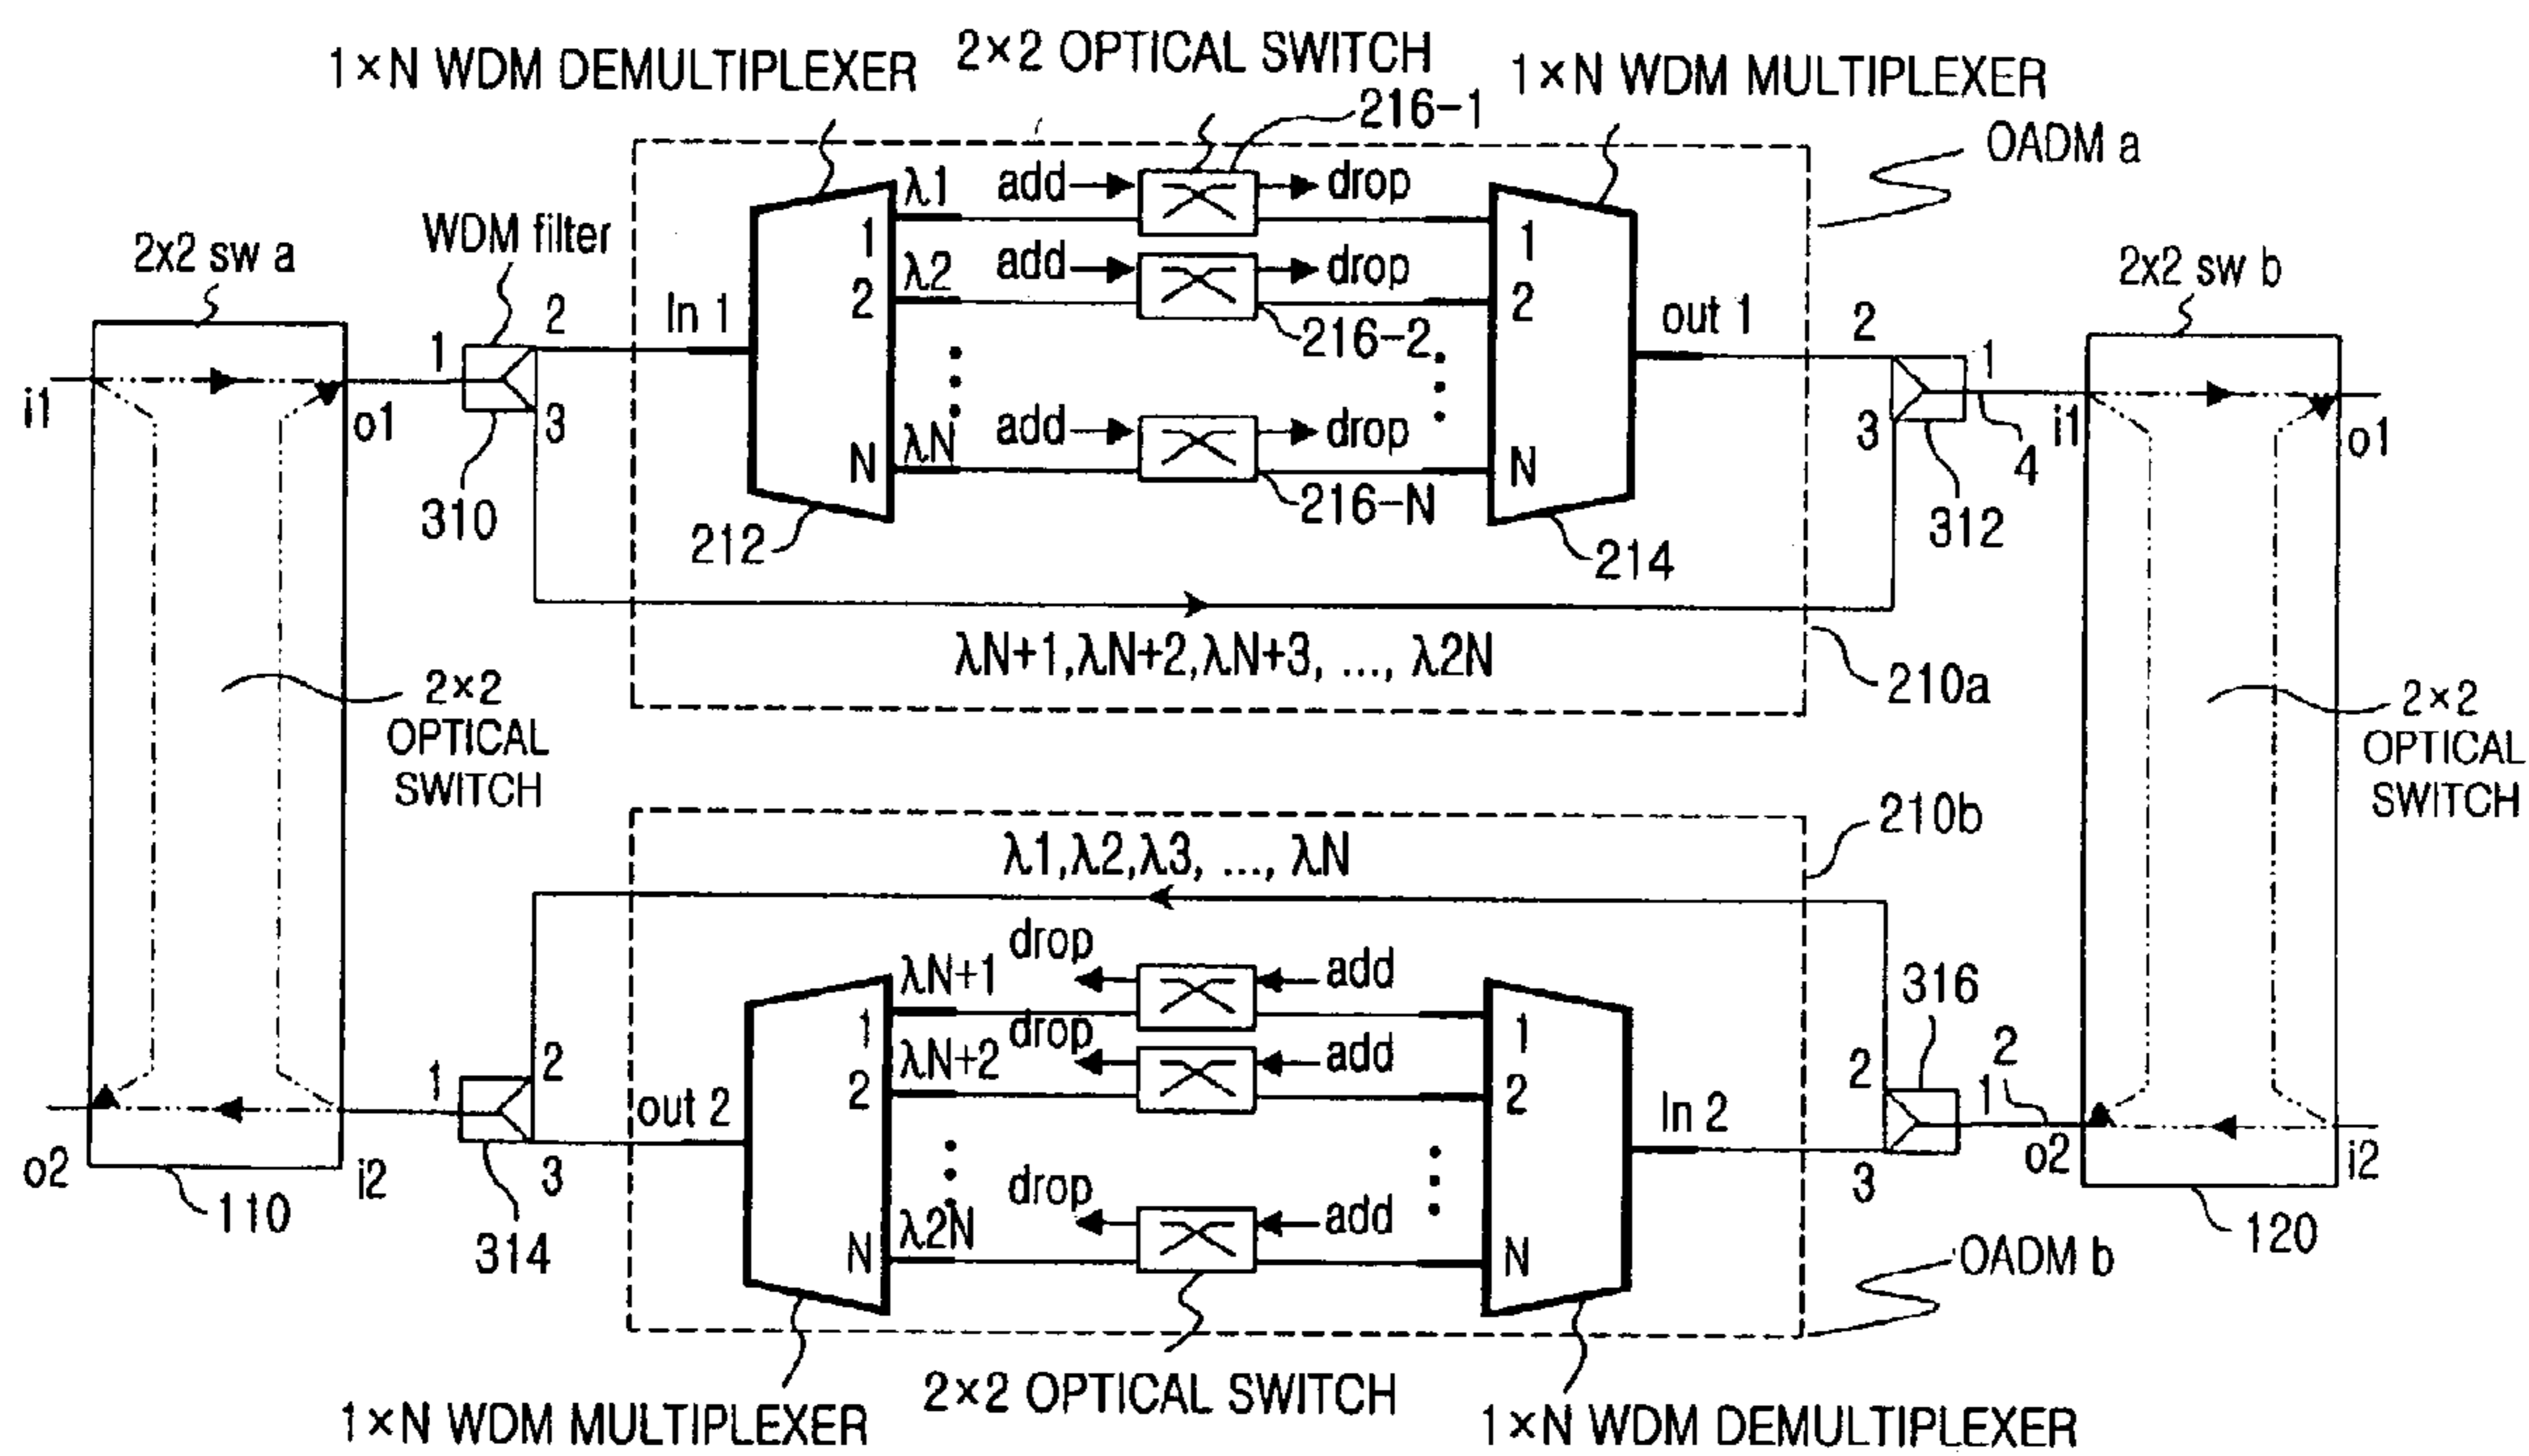 1×N WDM DEMULTIPLEXER
2×2 OPTICAL SWITCH
1×N WDM MULTIPLEXER
216-1
OADM a
2x2 sw a
WDM filter
λ1
add
drop
1
1
λ2
add
drop
2
2
216-2
In 1
out 1
2x2 sw b
i1
o1
1
2
3
310
λN
add
drop
N
N
216-N
212
214
2
3
1
4
312
i1
o1
λN+1,λN+2,λN+3, ..., λ2N
210a
2×2
OPTICAL
SWITCH
2×2
OPTICAL
SWITCH
210b
λ1,λ2,λ3, ..., λN
drop
λN+1
add
1
1
drop
λN+2
add
2
2
316
1
2
3
out 2
In 2
2
3
1
2
o2
i2
o2
i2
110
314
drop
λ2N
add
N
N
120
OADM b
1×N WDM MULTIPLEXER
2×2 OPTICAL SWITCH
1×N WDM DEMULTIPLEXER